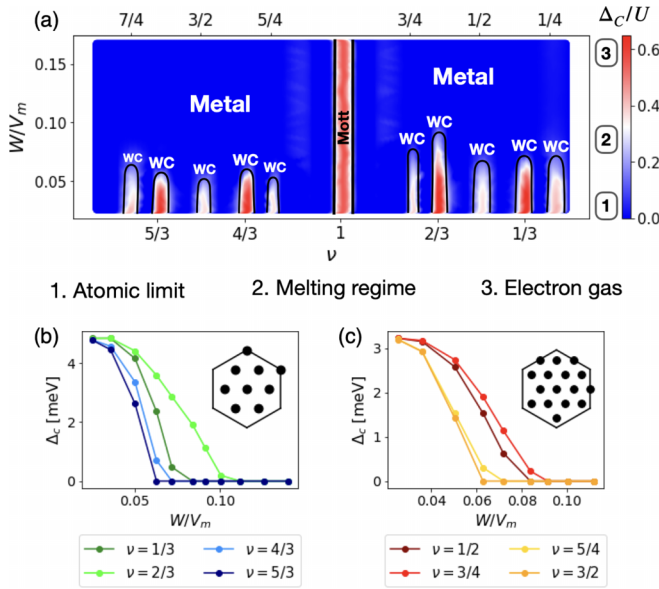 (a) 7/4 3/2 5/4 3/4 1/2 1/4 Δ_C/U
0.15 3 0.6
Metal Metal
W/V_m 0.10 Mott 0.4
WC WC WC WC WC WC WC WC WC WC 2
0.05 0.2
1 0.0
5/3 4/3 1 2/3 1/3
ν
1. Atomic limit 2. Melting regime 3. Electron gas
(b)
4
Δ_c [meV]
2
0
0.05 0.10
W/V_m
ν = 1/3 ν = 4/3
ν = 2/3 ν = 5/3
(c)
3
2
Δ_c [meV]
1
0
0.04 0.06 0.08 0.10
W/V_m
ν = 1/2 ν = 5/4
ν = 3/4 ν = 3/2